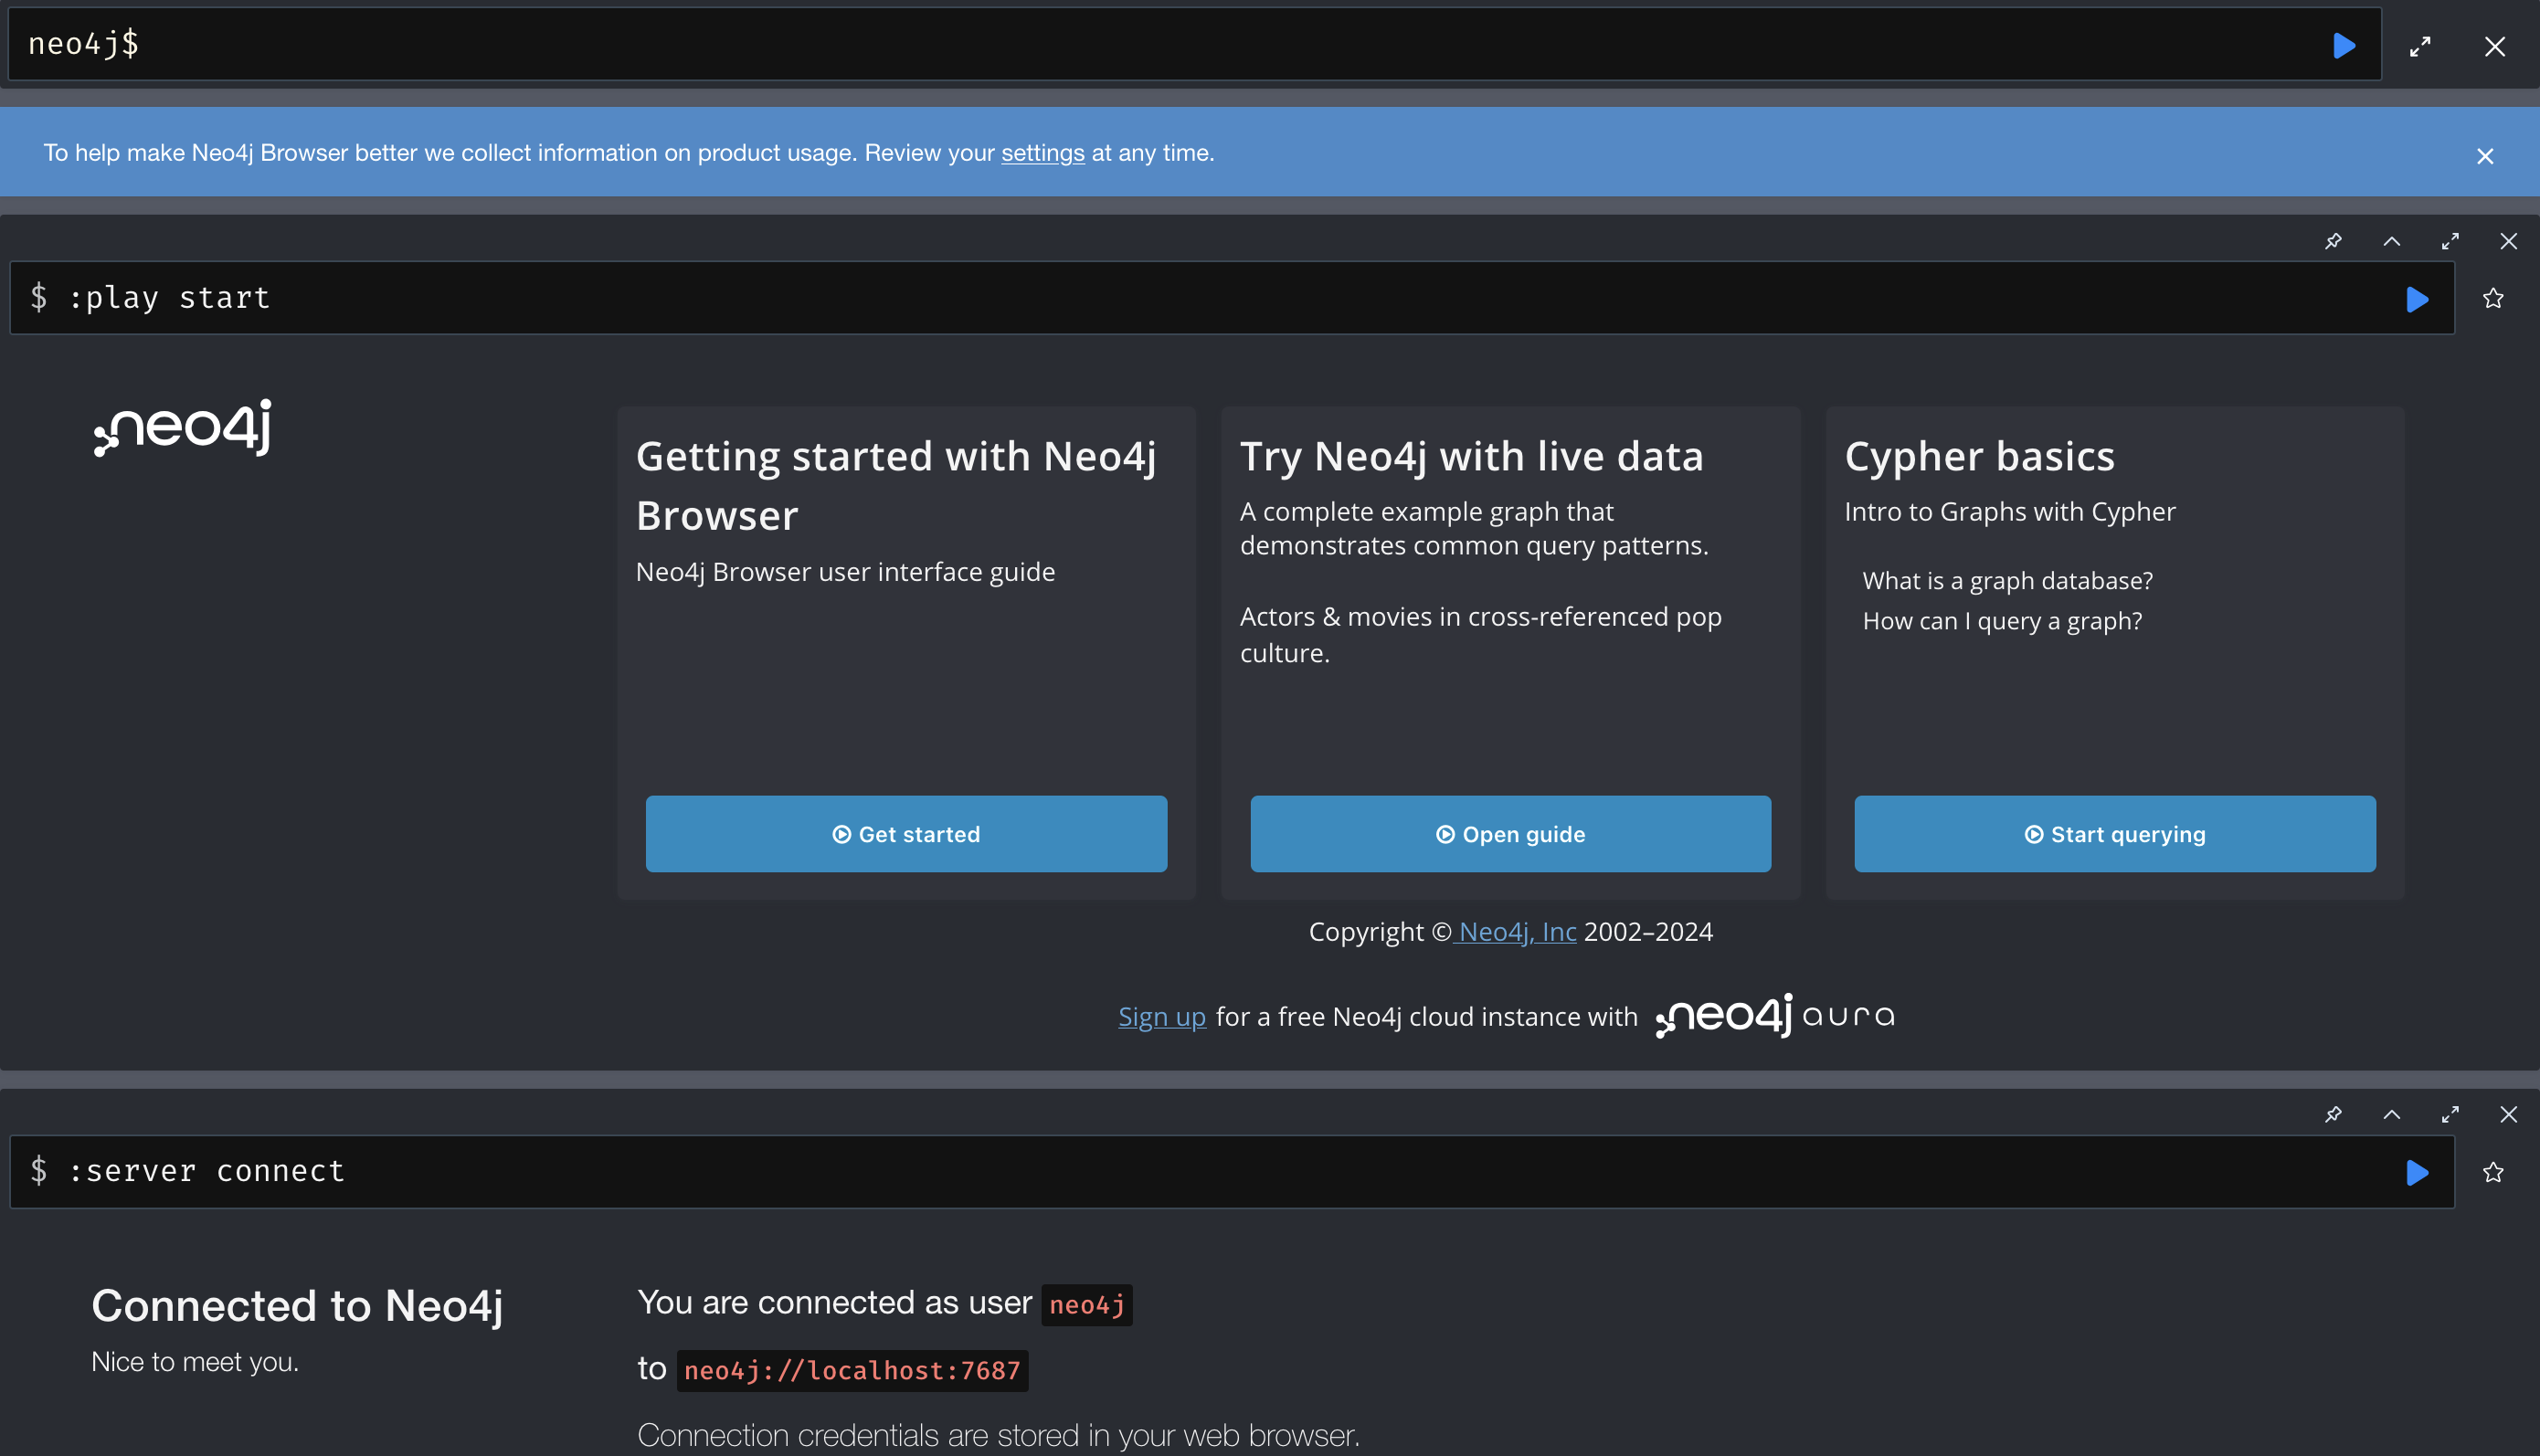 neo4j$
To help make Neo4j Browser better we collect information on product usage. Review your settings at any time.
$ :play start
neo4j
Getting started with Neo4j
Browser
Neo4j Browser user interface guide
Get started
Try Neo4j with live data
A complete example graph that
demonstrates common query patterns.
Actors & movies in cross-referenced pop
culture.
Open guide
Cypher basics
Intro to Graphs with Cypher
What is a graph database?
How can I query a graph?
Start querying
Copyright © Neo4j, Inc 2002–2024
Sign up for a free Neo4j cloud instance with neo4j aura
$ :server connect
Connected to Neo4j
Nice to meet you.
You are connected as user neo4j
to neo4j://localhost:7687
Connection credentials are stored in your web browser.